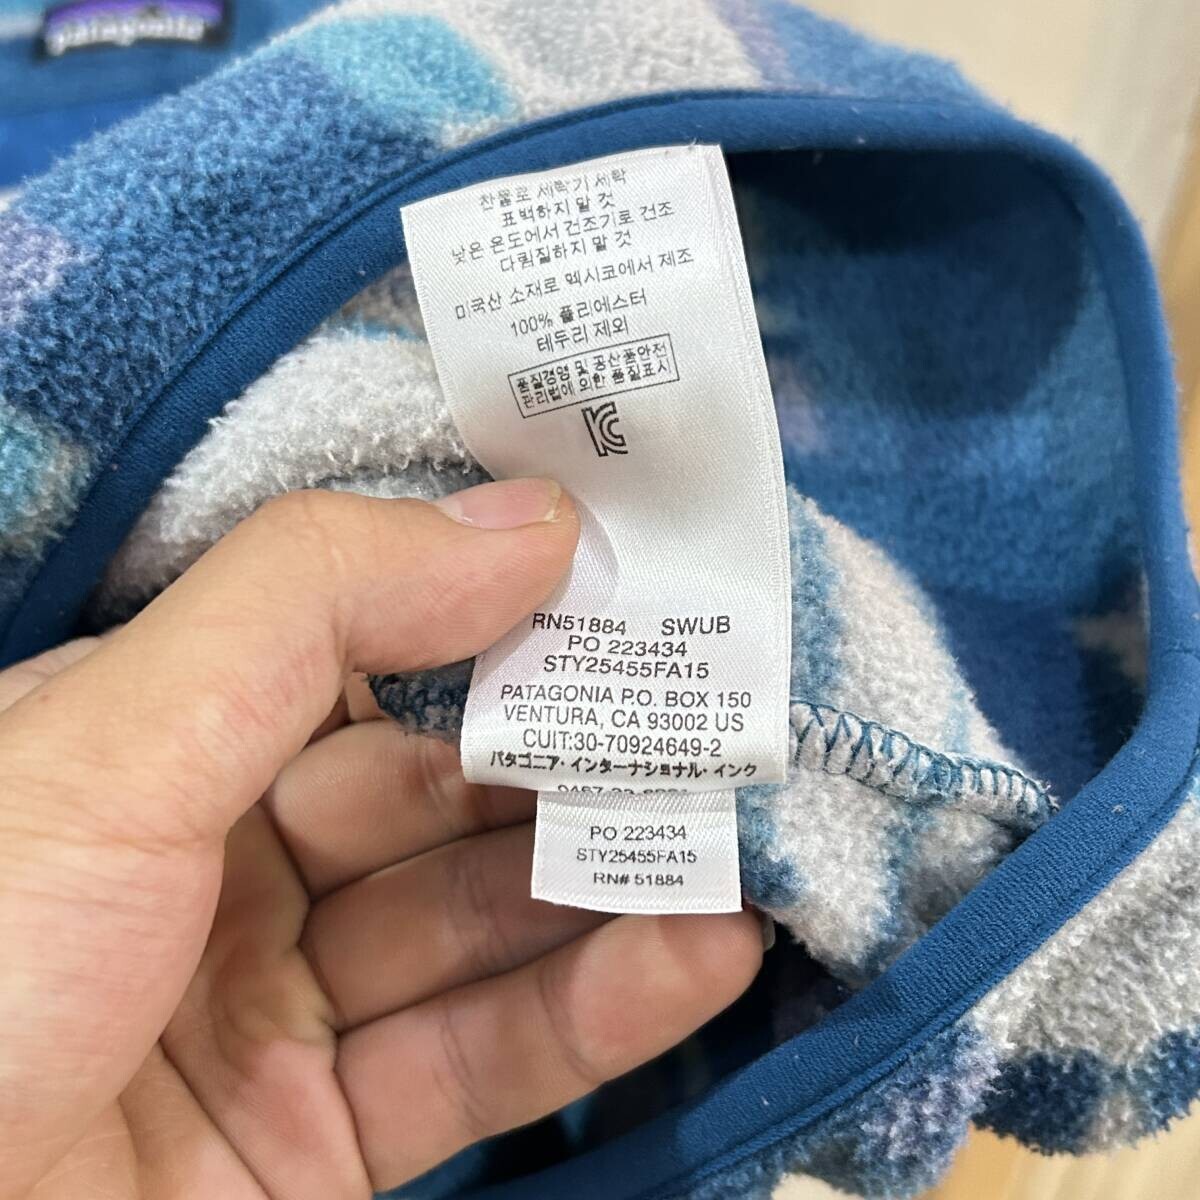 patagonia
찬물로 세탁기 세탁
표백하지 말 것
낮은 온도에서 건조기로 건조
다림질하지 말 것
미국산 소재로 멕시코에서 제조
100% 폴리에스터
테두리 제외
품질경영 및 공산품안전
관리법에 의한 품질표시
RN51884 SWUB
PO 223434
STY25455FA15
PATAGONIA P.O. BOX 150
VENTURA, CA 93002 US
CUIT:30-70924649-2
パタゴニア・インターナショナル・インク
PO 223434
STY25455FA15
RN# 51884